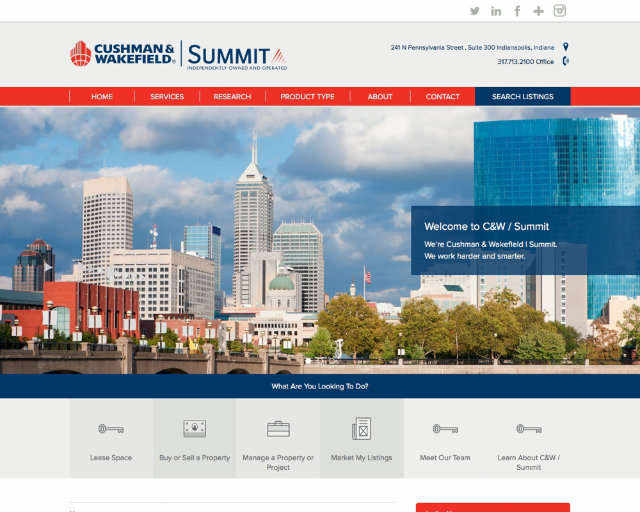 CUSHMAN &
WAKEFIELD®
SUMMIT
INDEPENDENTLY OWNED AND OPERATED
241 N Pennsylvania Street , Suite 300 Indianapolis, Indiana
317.713.2100 Office
HOME
SERVICES
RESEARCH
PRODUCT TYPE
ABOUT
CONTACT
SEARCH LISTINGS
Welcome to C&W / Summit
We're Cushman & Wakefield | Summit.
We work harder and smarter.
What Are You Looking To Do?
Lease Space
Buy or Sell a Property
Manage a Property or
Project
Market My Listings
Meet Our Team
Learn About C&W /
Summit